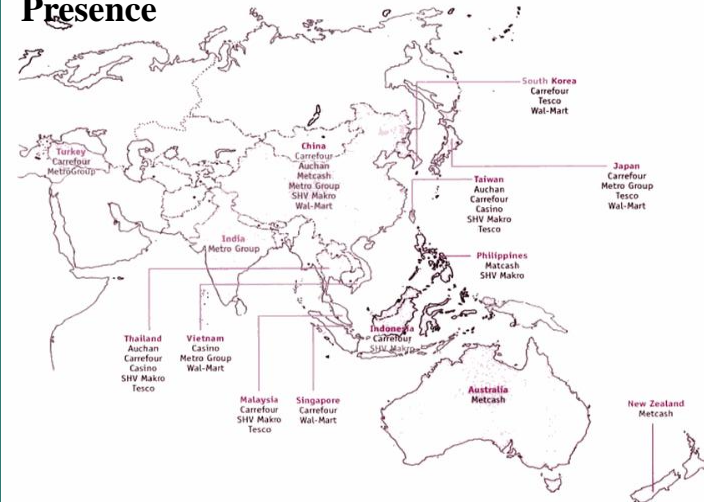 Presence
South Korea
Carrefour
Tesco
Wal-Mart
Turkey
Carrefour
MetroGroup
China
Carrefour
Auchan
Metcash
Metro Group
SHV Makro
Wal-Mart
Japan
Carrefour
Metro Group
Tesco
Wal-Mart
Taiwan
Auchan
Carrefour
Casino
SHV Makro
Tesco
India
Metro Group
Philippines
Matcash
SHV Makro
Indonesia
Carrefour
SHV Makro
Thailand
Auchan
Carrefour
Casino
SHV Makro
Tesco
Vietnam
Casino
Metro Group
Wal-Mart
Malaysia
Carrefour
SHV Makro
Tesco
Singapore
Carrefour
Wal-Mart
Australia
Metcash
New Zealand
Metcash